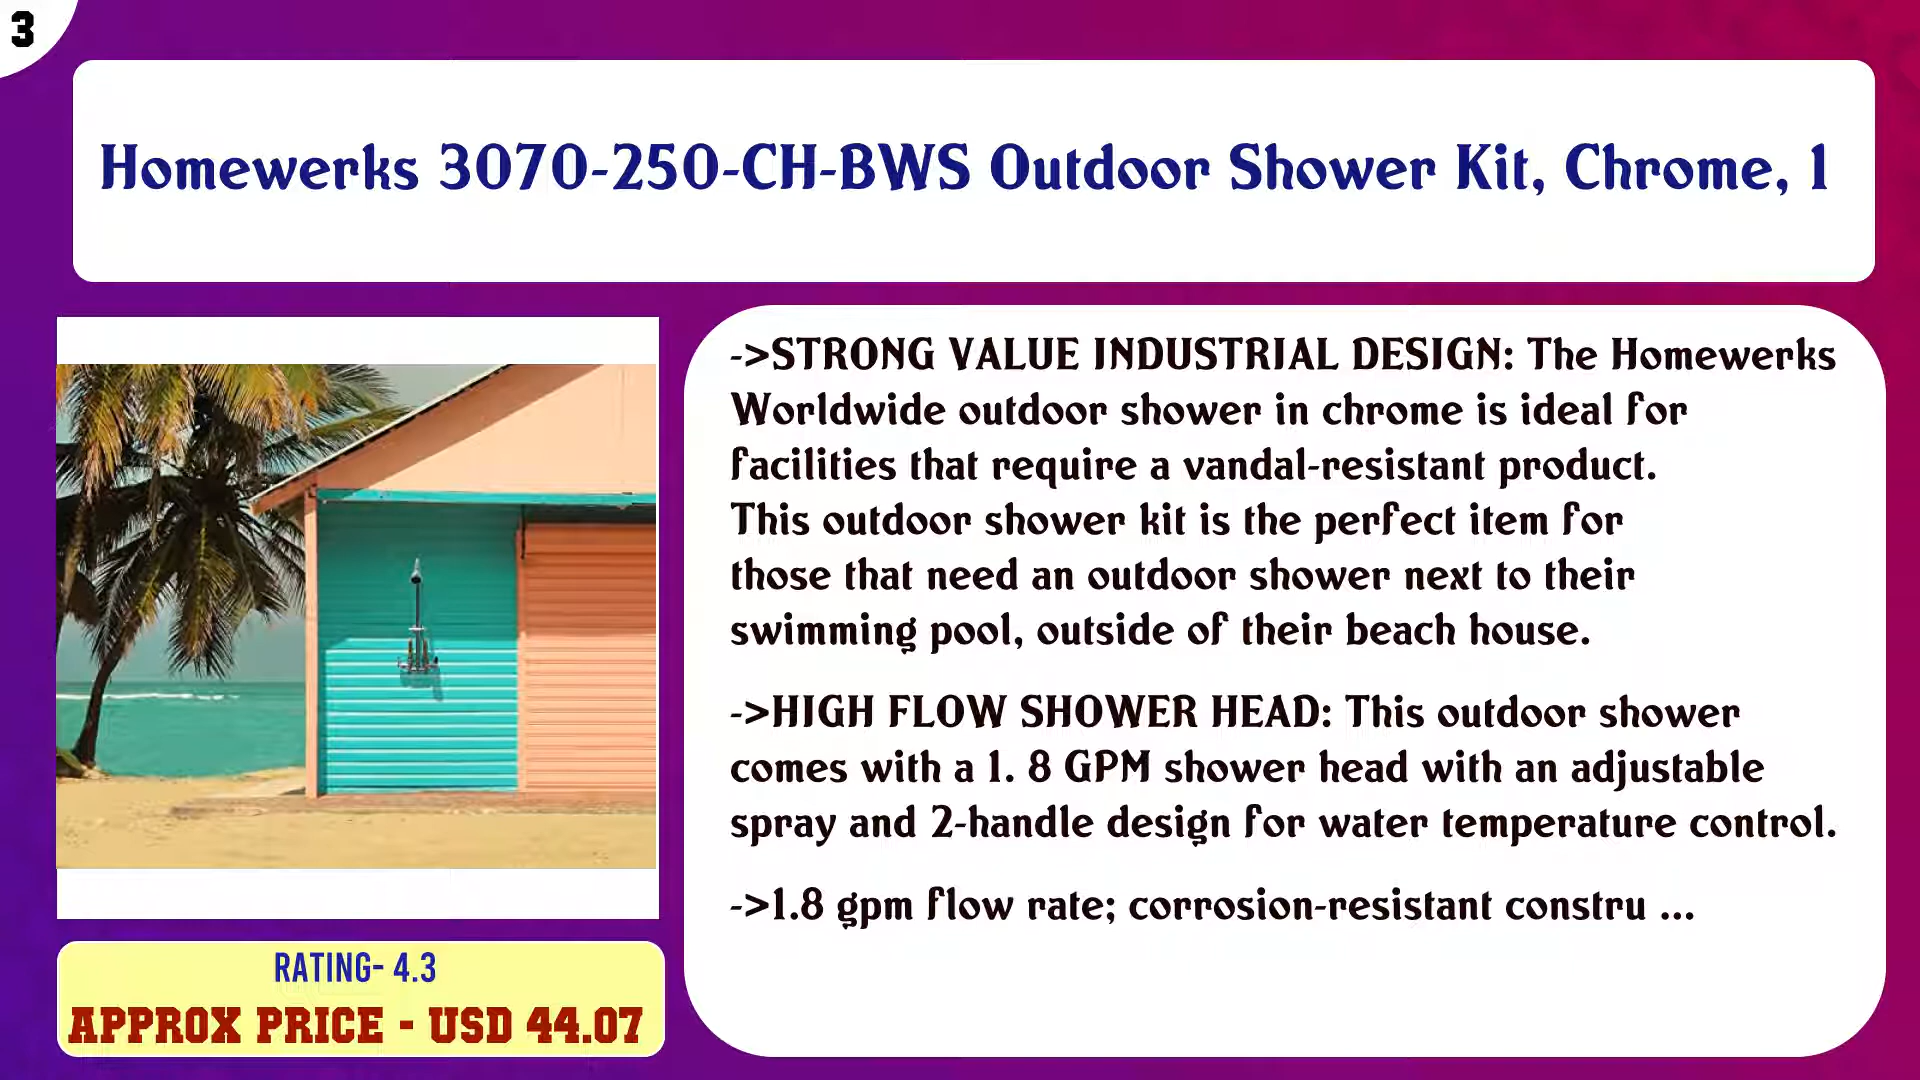 3
Homewerks 3070-250-CH-BWS Outdoor Shower Kit, Chrome, 1
->STRONG VALUE INDUSTRIAL DESIGN: The Homewerks
Worldwide outdoor shower in chrome is ideal for
facilities that require a vandal-resistant product.
This outdoor shower kit is the perfect item for
those that need an outdoor shower next to their
swimming pool, outside of their beach house.
->HIGH FLOW SHOWER HEAD: This outdoor shower
comes with a 1. 8 GPM shower head with an adjustable
spray and 2-handle design for water temperature control.
->1.8 gpm flow rate; corrosion-resistant constru ...
RATING- 4.3
APPROX PRICE - USD 44.07